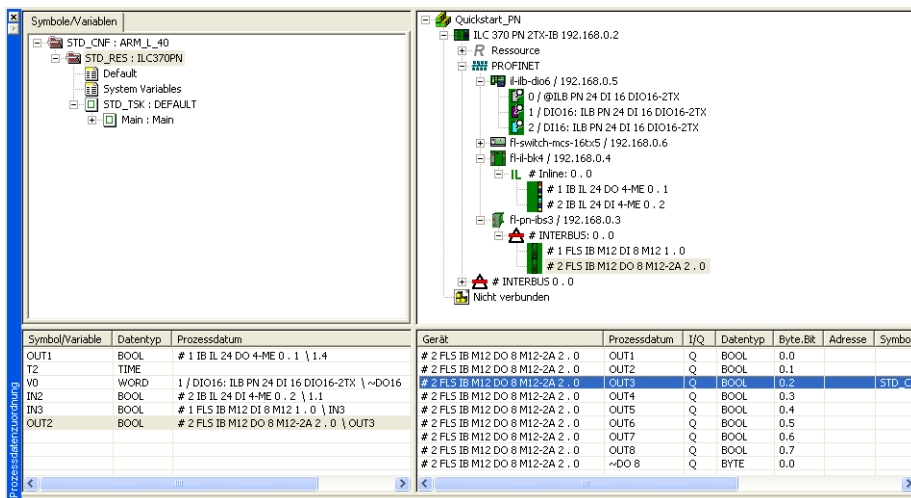 Symbole/Variablen
STD_CNF : ARM_L_40
STD_RES : ILC370PN
Default
System Variables
STD_TSK : DEFAULT
Main : Main
Quickstart_PN
ILC 370 PN 2TX-IB 192.168.0.2
Ressource
PROFINET
il-ilb-dio6 / 192.168.0.5
0 / @ILB PN 24 DI 16 DIO16-2TX
1 / DIO16: ILB PN 24 DI 16 DIO16-2TX
2 / DI16: ILB PN 24 DI 16 DIO16-2TX
fl-switch-mcs-16tx5 / 192.168.0.6
fl-il-bk4 / 192.168.0.4
IL # Inline: 0 . 0
# 1 IB IL 24 DO 4-ME 0 . 1
# 2 IB IL 24 DI 4-ME 0 . 2
fl-pn-ibs3 / 192.168.0.3
# INTERBUS: 0 . 0
# 1 FLS IB M12 DI 8 M12 1 . 0
# 2 FLS IB M12 DO 8 M12-2A 2 . 0
# INTERBUS 0 . 0
Nicht verbunden
Prozessdatenzuordnung
Symbol/Variable Datentyp Prozessdatum
OUT1 BOOL # 1 IB IL 24 DO 4-ME 0 . 1 \ 1.4
T2 TIME
V0 WORD 1 / DIO16: ILB PN 24 DI 16 DIO16-2TX \ ~DO16
IN2 BOOL # 2 IB IL 24 DI 4-ME 0 . 2 \ 1.1
IN3 BOOL # 1 FLS IB M12 DI 8 M12 1 . 0 \ IN3
OUT2 BOOL # 2 FLS IB M12 DO 8 M12-2A 2 . 0 \ OUT3
Gerät Prozessdatum I/Q Datentyp Byte.Bit Adresse Symbo
# 2 FLS IB M12 DO 8 M12-2A 2 . 0 OUT1 Q BOOL 0.0
# 2 FLS IB M12 DO 8 M12-2A 2 . 0 OUT2 Q BOOL 0.1
# 2 FLS IB M12 DO 8 M12-2A 2 . 0 OUT3 Q BOOL 0.2 STD_C
# 2 FLS IB M12 DO 8 M12-2A 2 . 0 OUT4 Q BOOL 0.3
# 2 FLS IB M12 DO 8 M12-2A 2 . 0 OUT5 Q BOOL 0.4
# 2 FLS IB M12 DO 8 M12-2A 2 . 0 OUT6 Q BOOL 0.5
# 2 FLS IB M12 DO 8 M12-2A 2 . 0 OUT7 Q BOOL 0.6
# 2 FLS IB M12 DO 8 M12-2A 2 . 0 OUT8 Q BOOL 0.7
# 2 FLS IB M12 DO 8 M12-2A 2 . 0 ~DO 8 Q BYTE 0.0